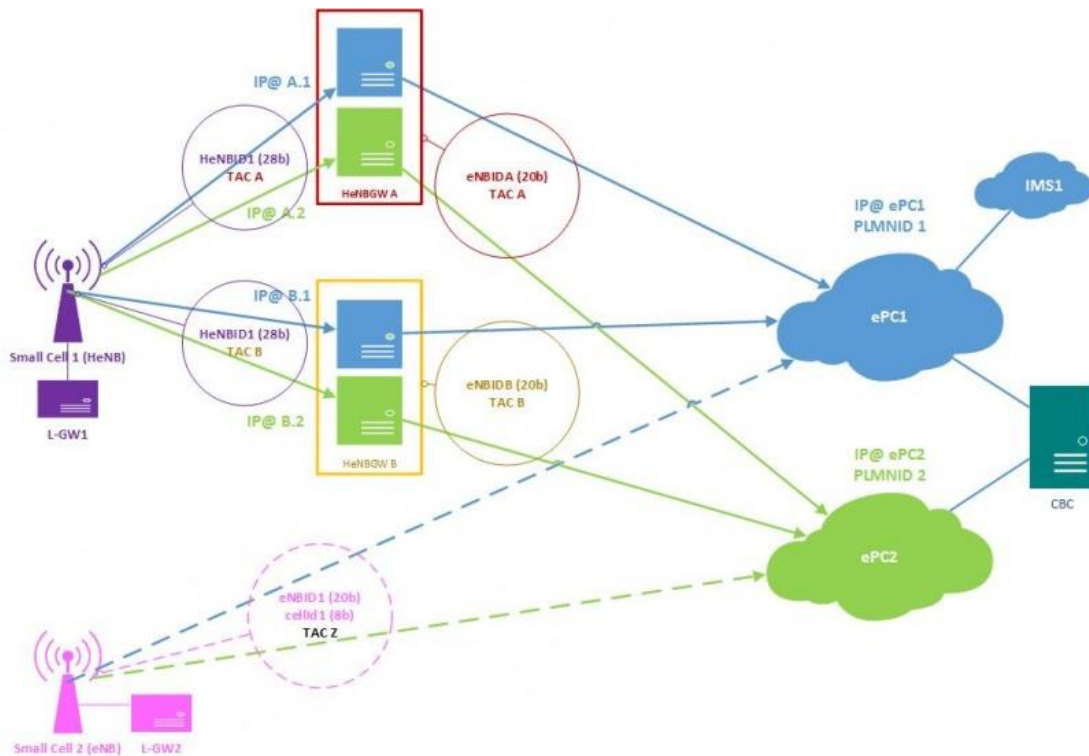 IP@ A.1
HeNBID1 (28b)
TAC A
IP@ A.2
HeNBGW A
eNBIDA (20b)
TAC A
IMS1
IP@ ePC1
PLMNID 1
ePC1
Small Cell 1 (HeNB)
L-GW1
IP@ B.1
HeNBID1 (28b)
TAC B
IP@ B.2
HeNBGW B
eNBIDB (20b)
TAC B
IP@ ePC2
PLMNID 2
ePC2
CBC
eNBID1 (20b)
cellid1 (8b)
TAC Z
Small Cell 2 (eNB)
L-GW2